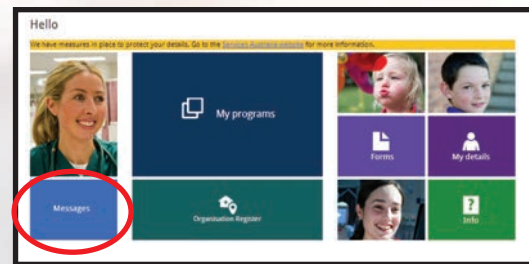 Hello
We have measures in place to protect your details. Go to the Services Australia website for more information.
My programs
Forms
My details
Messages
Organisation Register
Info